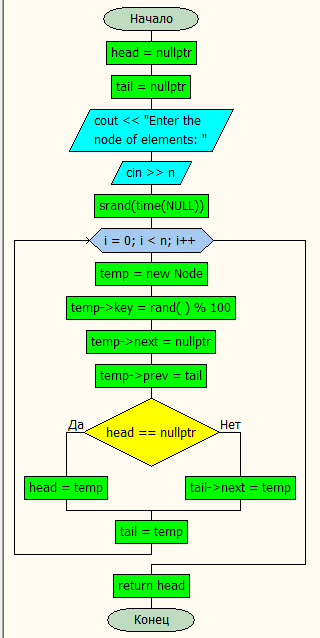 Начало
head = nullptr
tail = nullptr
cout << "Enter the
node of elements: "
cin >> n
srand(time(NULL))
i = 0; i < n; i++
temp = new Node
temp->key = rand( ) % 100
temp->next = nullptr
temp->prev = tail
Да
Нет
head == nullptr
head = temp
tail->next = temp
tail = temp
return head
Конец